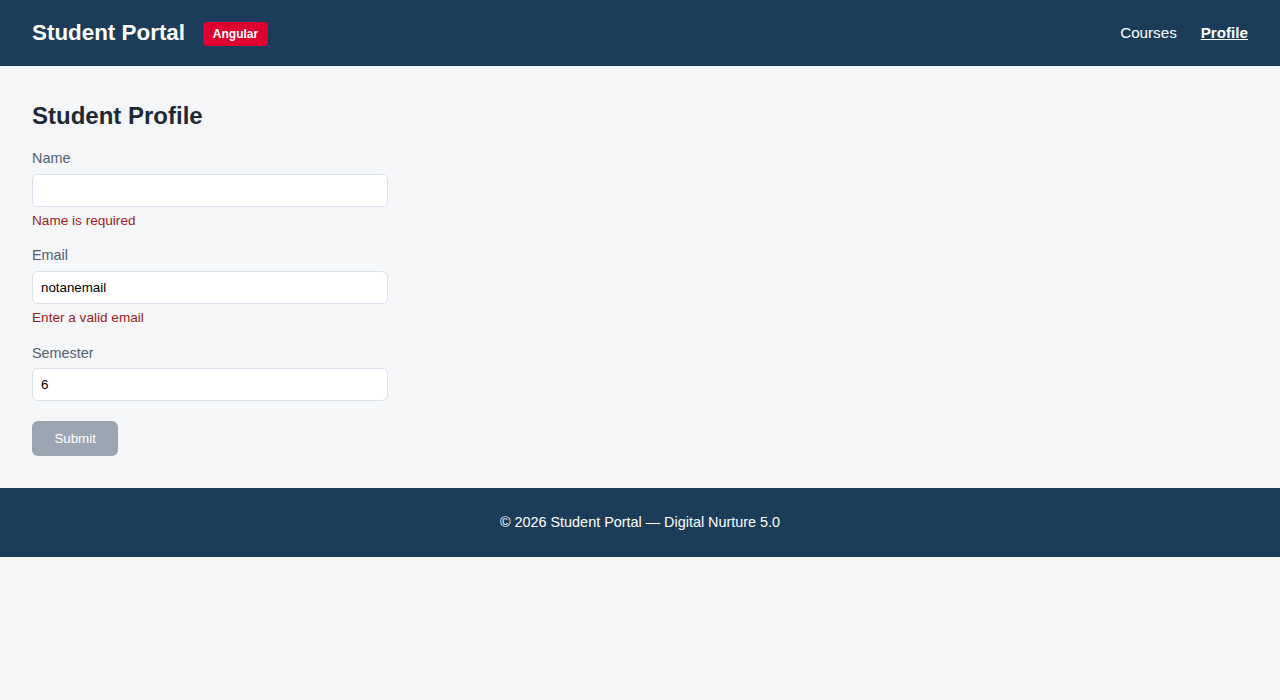 Student Portal Angular Courses Profile
Student Profile
Name
Name is required
Email
notanemail
Enter a valid email
Semester
6
Submit
© 2026 Student Portal — Digital Nurture 5.0